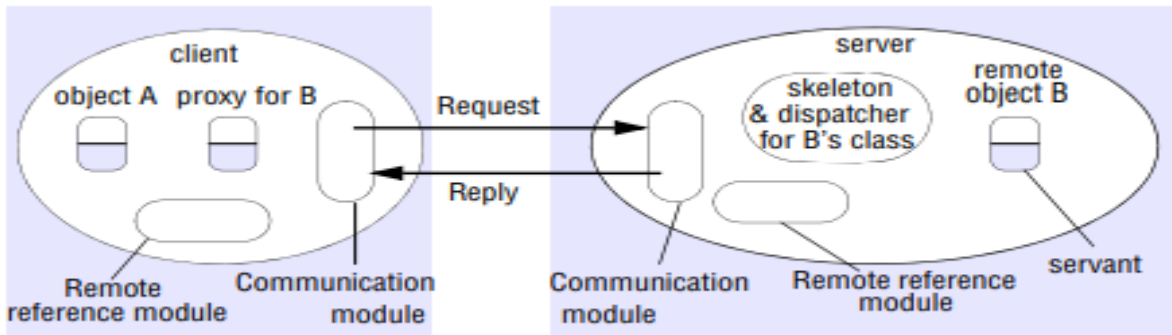 client
object A
proxy for B
Request
Reply
Remote
reference module
Communication
module
server
skeleton
& dispatcher
for B's class
remote
object B
Communication
module
Remote reference
module
servant